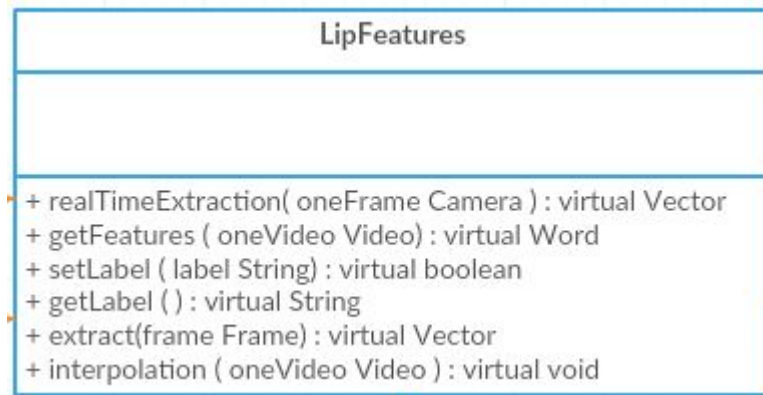 LipFeatures
+ realTimeExtraction( oneFrame Camera ) : virtual Vector
+ getFeatures ( oneVideo Video) : virtual Word
+ setLabel ( label String) : virtual boolean
+ getLabel ( ) : virtual String
+ extract(frame Frame) : virtual Vector
+ interpolation ( oneVideo Video ) : virtual void